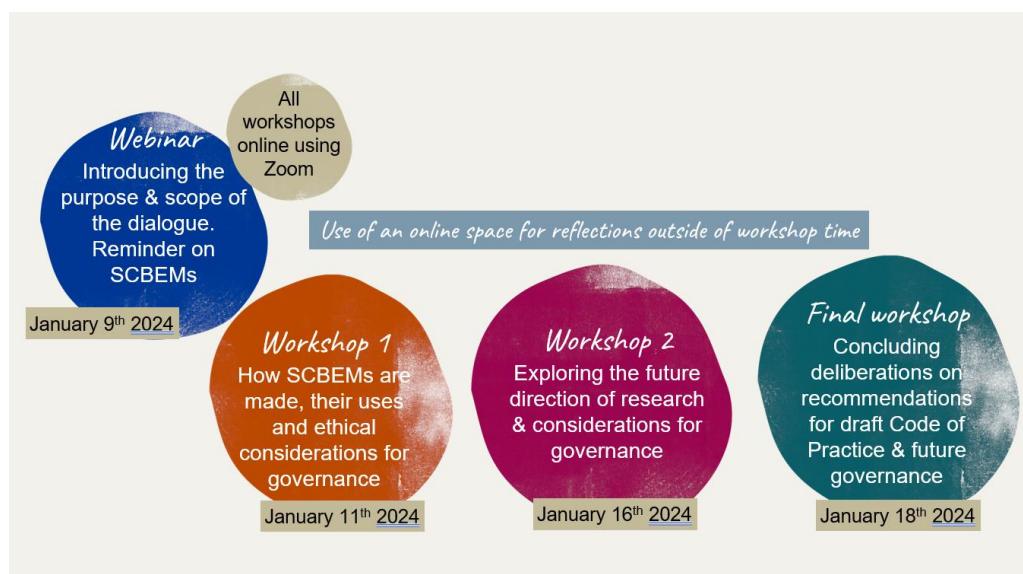 Webinar
Introducing the
purpose & scope of
the dialogue.
Reminder on
SCBEMs
January 9th 2024
All
workshops
online using
Zoom
Use of an online space for reflections outside of workshop time
Workshop 1
How SCBEMs are
made, their uses
and ethical
considerations for
governance
January 11th 2024
Workshop 2
Exploring the future
direction of research
& considerations for
governance
January 16th 2024
Final workshop
Concluding
deliberations on
recommendations
for draft Code of
Practice & future
governance
January 18th 2024